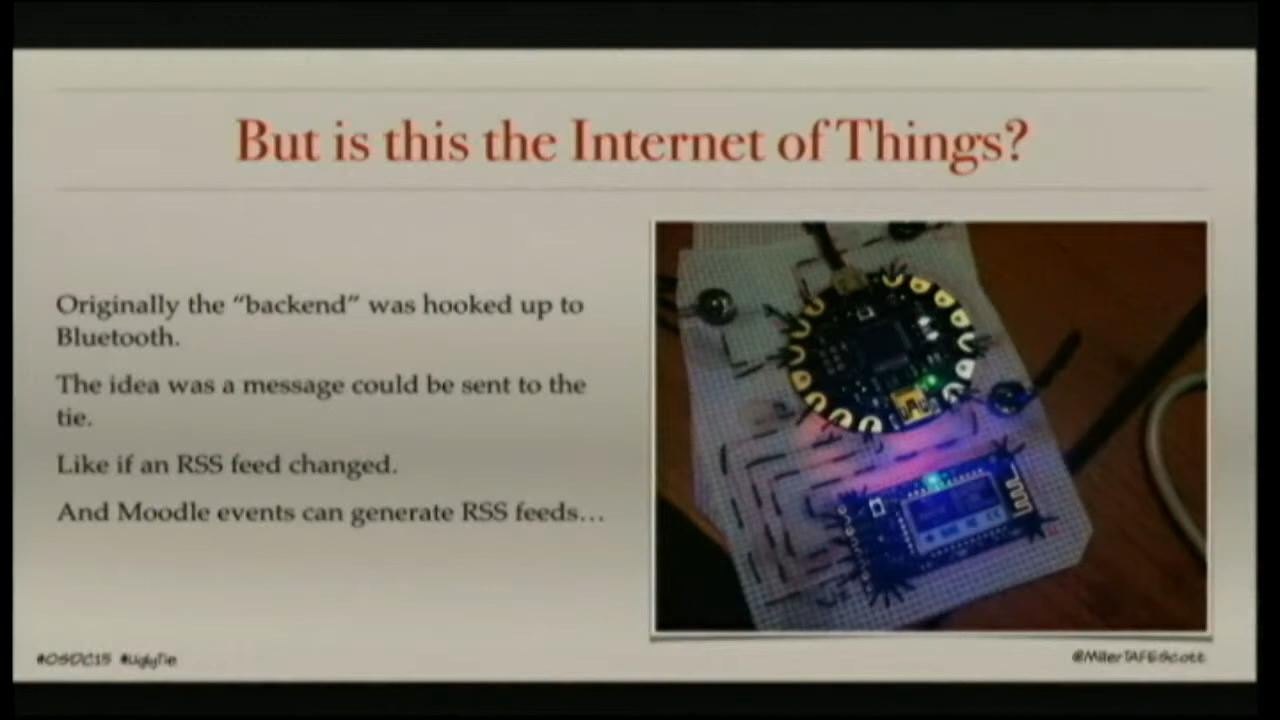 But is this the Internet of Things?
Originally the “backend” was hooked up to
Bluetooth.
The idea was a message could be sent to the
tie.
Like if an RSS feed changed.
And Moodle events can generate RSS feeds…
#OSDC15 #UglyTie
@MillerTAFEScott